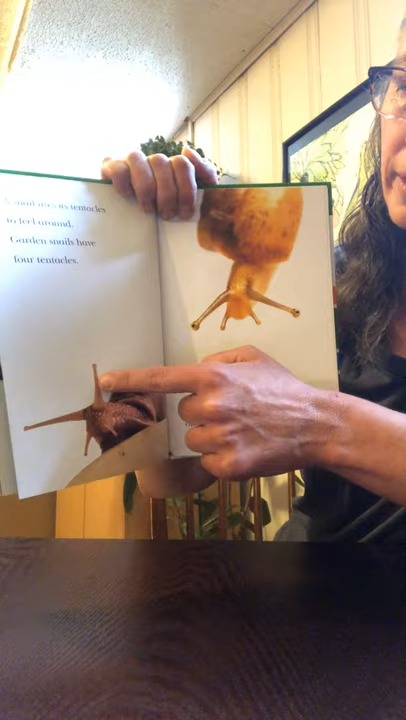 A snail uses its tentacles
to feel around.
Garden snails have
four tentacles.